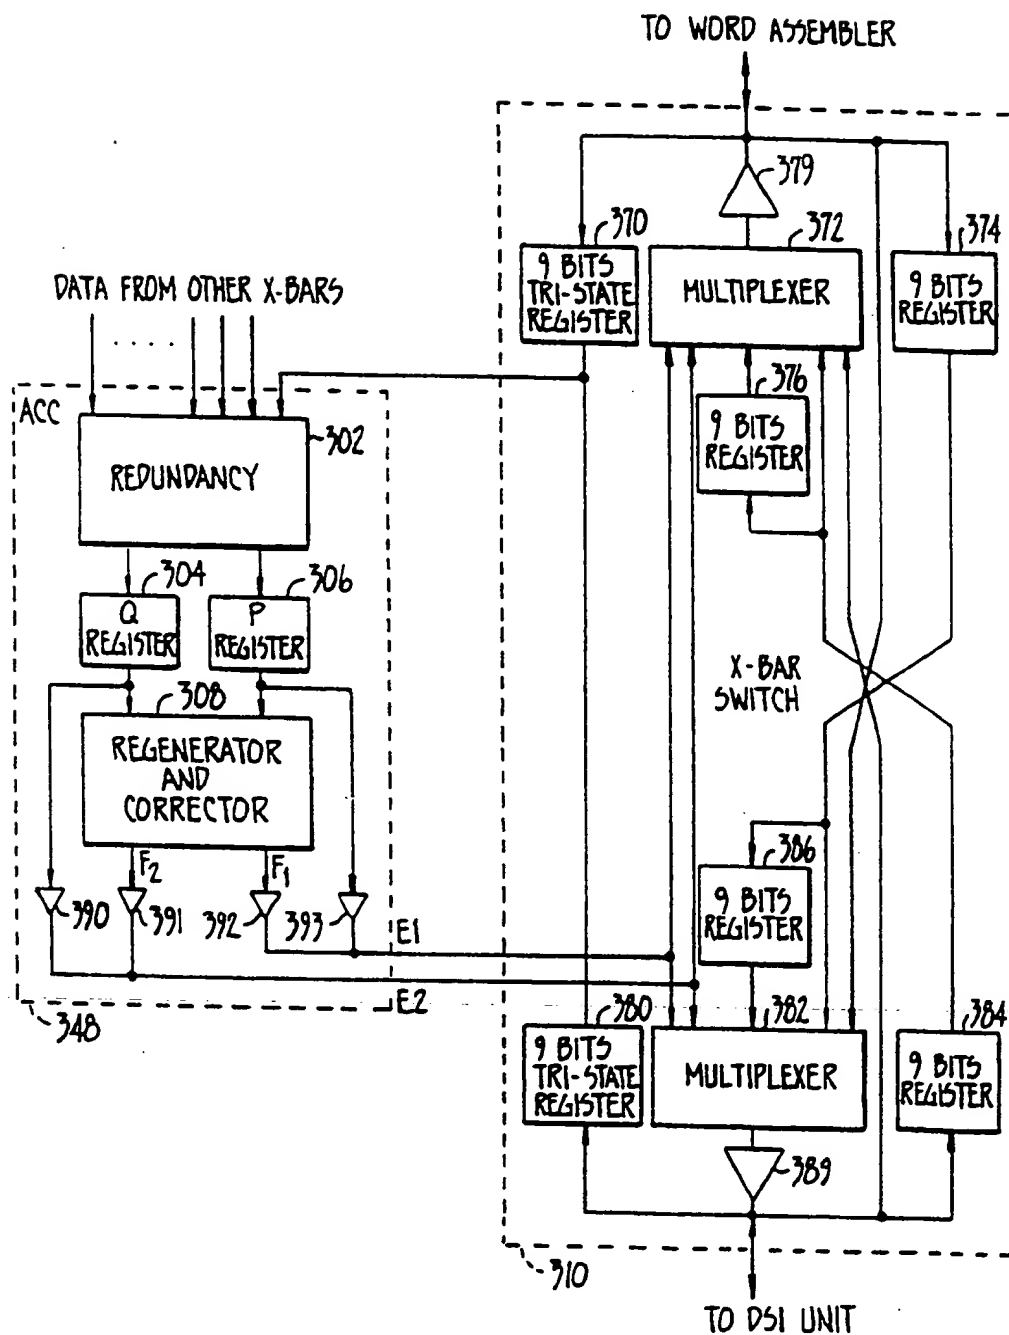 TO WORD ASSEMBLER
379
370
372
374
9 BITS
TRI-STATE
REGISTER
MULTIPLEXER
9 BITS
REGISTER
DATA FROM OTHER X-BARS
.....
376
9 BITS
REGISTER
ACC
302
REDUNDANCY
304
306
Q
REGISTER
P
REGISTER
X-BAR
SWITCH
308
REGENERATOR
AND
CORRECTOR
F2
F1
390
391
392
393
E1
E2
348
386
9 BITS
REGISTER
380
382
384
9 BITS
TRI-STATE
REGISTER
MULTIPLEXER
9 BITS
REGISTER
389
310
TO DSI UNIT